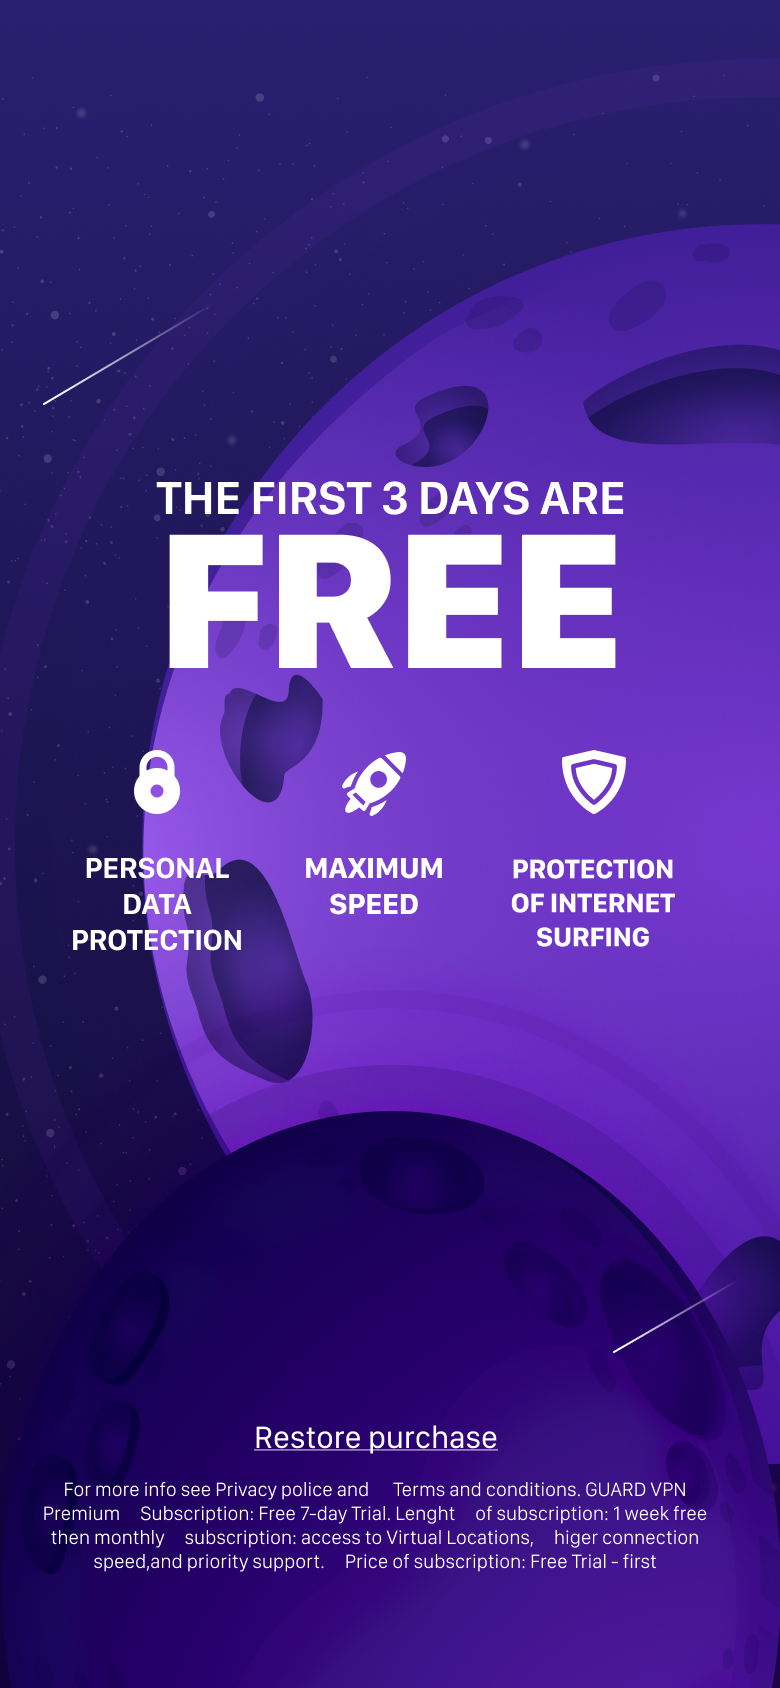 THE FIRST 3 DAYS ARE
FREE
PERSONAL
DATA
PROTECTION
MAXIMUM
SPEED
PROTECTION
OF INTERNET
SURFING
Restore purchase
For more info see Privacy police and Terms and conditions. GUARD VPN
Premium Subscription: Free 7-day Trial. Lenght of subscription: 1 week free
then monthly subscription: access to Virtual Locations, higer connection
speed,and priority support. Price of subscription: Free Trial - first